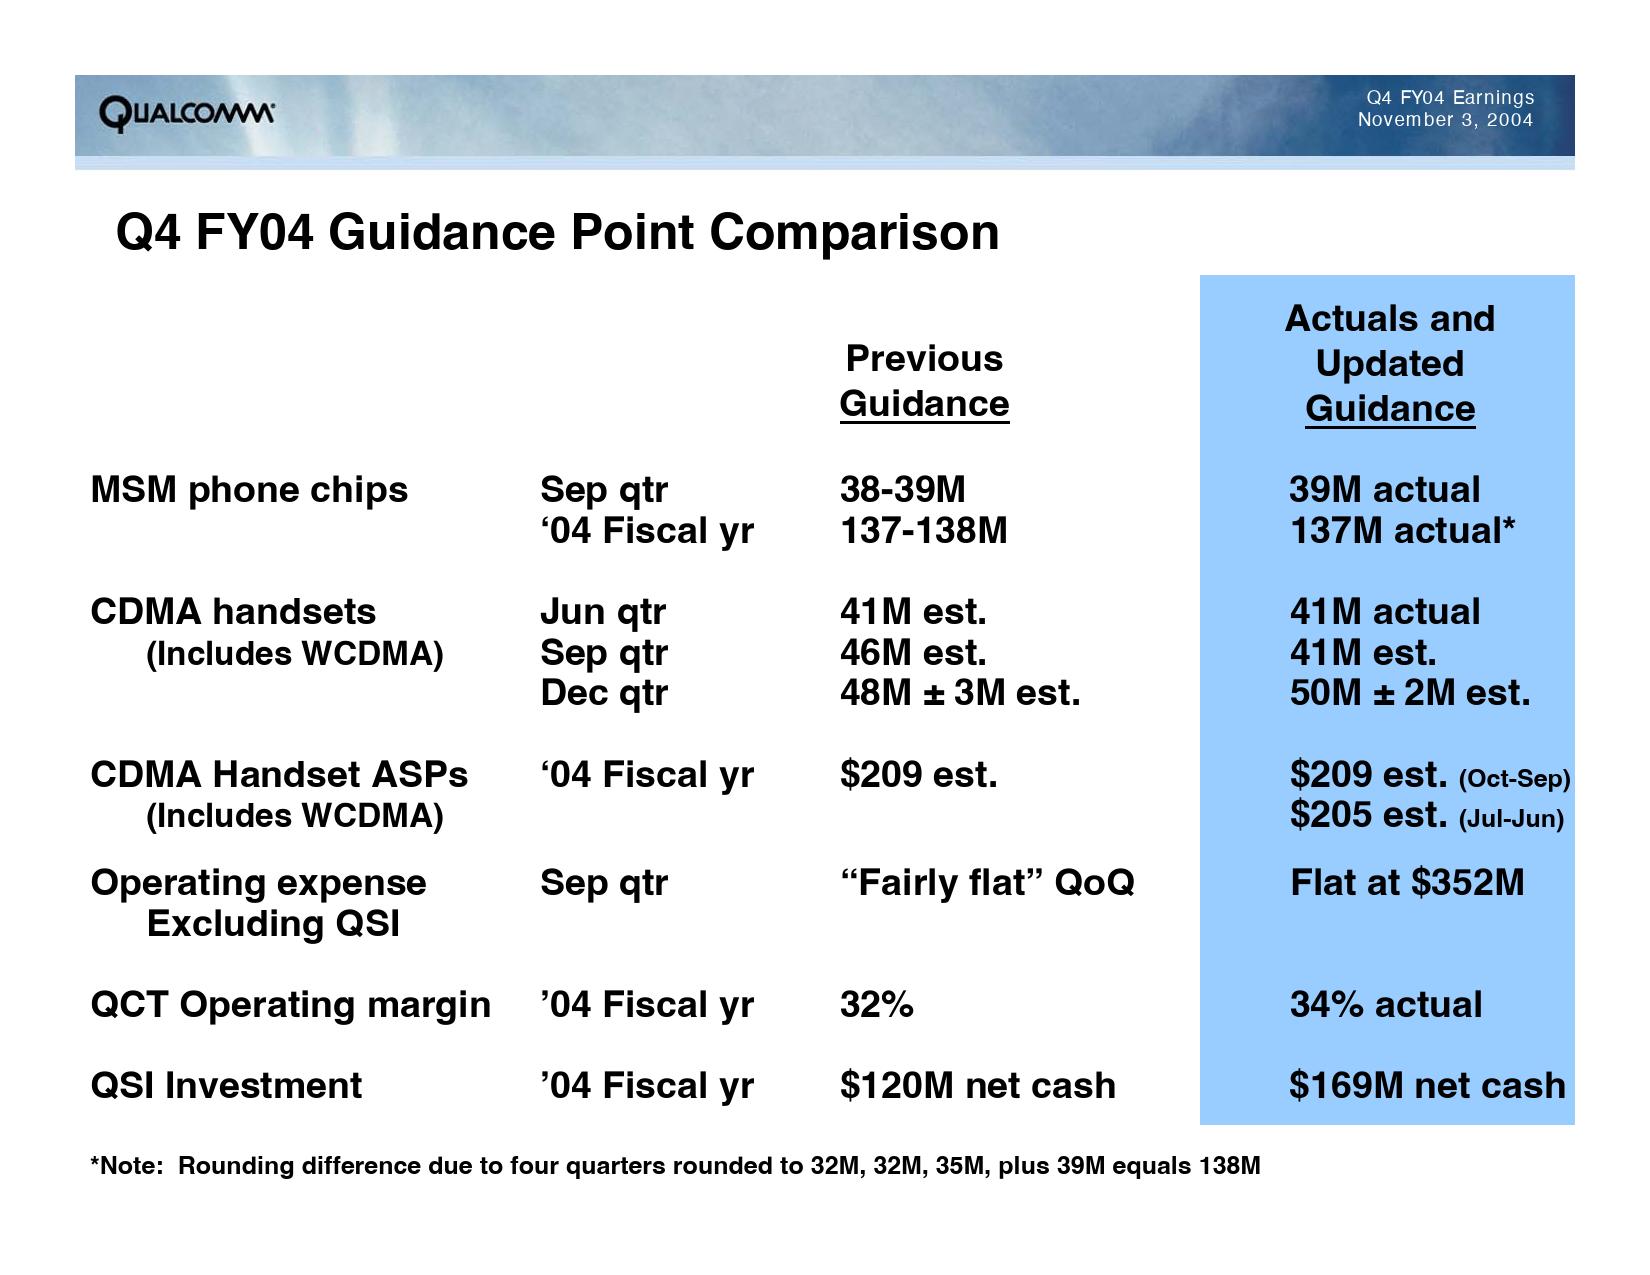 QUALCOMM
Q4 FY04 Earnings
November 3, 2004
Q4 FY04 Guidance Point Comparison
Previous
Guidance
Actuals and
Updated
Guidance
MSM phone chips Sep qtr 38-39M 39M actual
‘04 Fiscal yr 137-138M 137M actual*
CDMA handsets Jun qtr 41M est. 41M actual
(Includes WCDMA) Sep qtr 46M est. 41M est.
Dec qtr 48M ± 3M est. 50M ± 2M est.
CDMA Handset ASPs ‘04 Fiscal yr $209 est. $209 est. (Oct-Sep)
(Includes WCDMA) $205 est. (Jul-Jun)
Operating expense Sep qtr “Fairly flat” QoQ Flat at $352M
Excluding QSI
QCT Operating margin ’04 Fiscal yr 32% 34% actual
QSI Investment ’04 Fiscal yr $120M net cash $169M net cash
*Note: Rounding difference due to four quarters rounded to 32M, 32M, 35M, plus 39M equals 138M